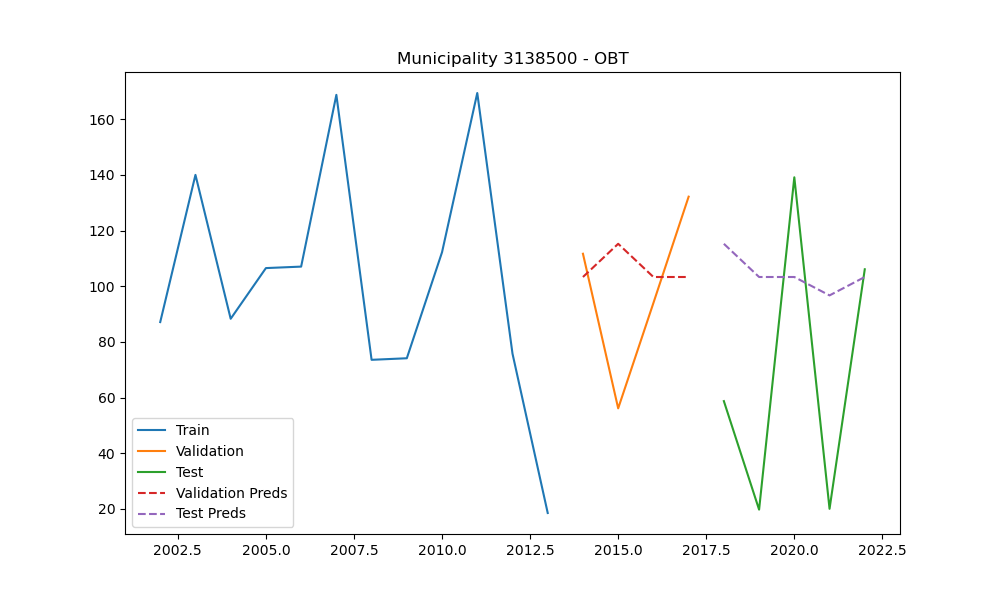 Municipality 3138500 - OBT
160
140
120
100
80
60
40
20
Train
Validation
Test
Validation Preds
Test Preds
2002.5 2005.0 2007.5 2010.0 2012.5 2015.0 2017.5 2020.0 2022.5